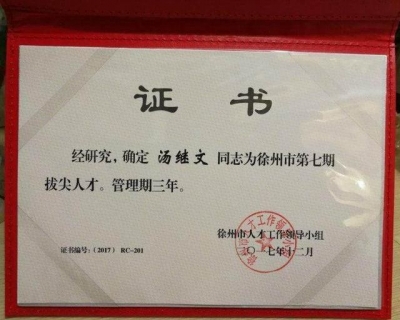 证 书
经研究，确定 汤继文 同志为徐州市第七期
拔尖人才。管理期三年。
徐州市人才工作领导小组
二〇一七年十二月
证书编号：（2017） RC-201